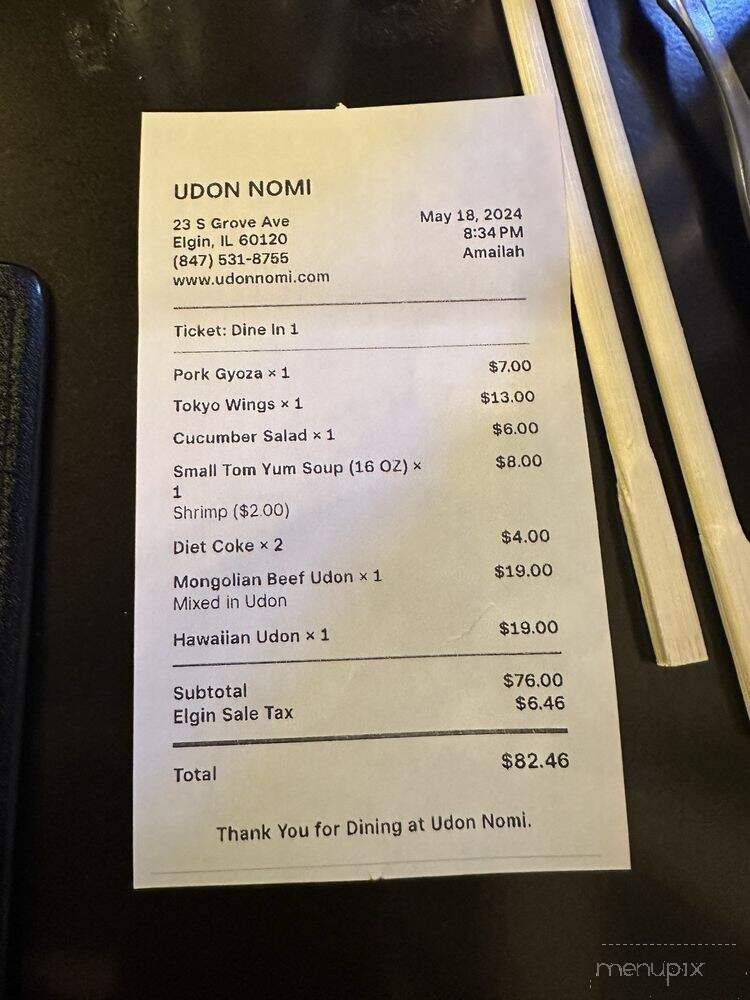 UDON NOMI
23 S Grove Ave
Elgin, IL 60120
(847) 531-8755
www.udonnomi.com
May 18, 2024
8:34 PM
Amailah
Ticket: Dine In 1
Pork Gyoza × 1 $7.00
Tokyo Wings × 1 $13.00
Cucumber Salad × 1 $6.00
Small Tom Yum Soup (16 OZ) × $8.00
1
Shrimp ($2.00)
Diet Coke × 2 $4.00
Mongolian Beef Udon × 1 $19.00
Mixed in Udon
Hawaiian Udon × 1 $19.00
Subtotal $76.00
Elgin Sale Tax $6.46
Total $82.46
Thank You for Dining at Udon Nomi.
menupix